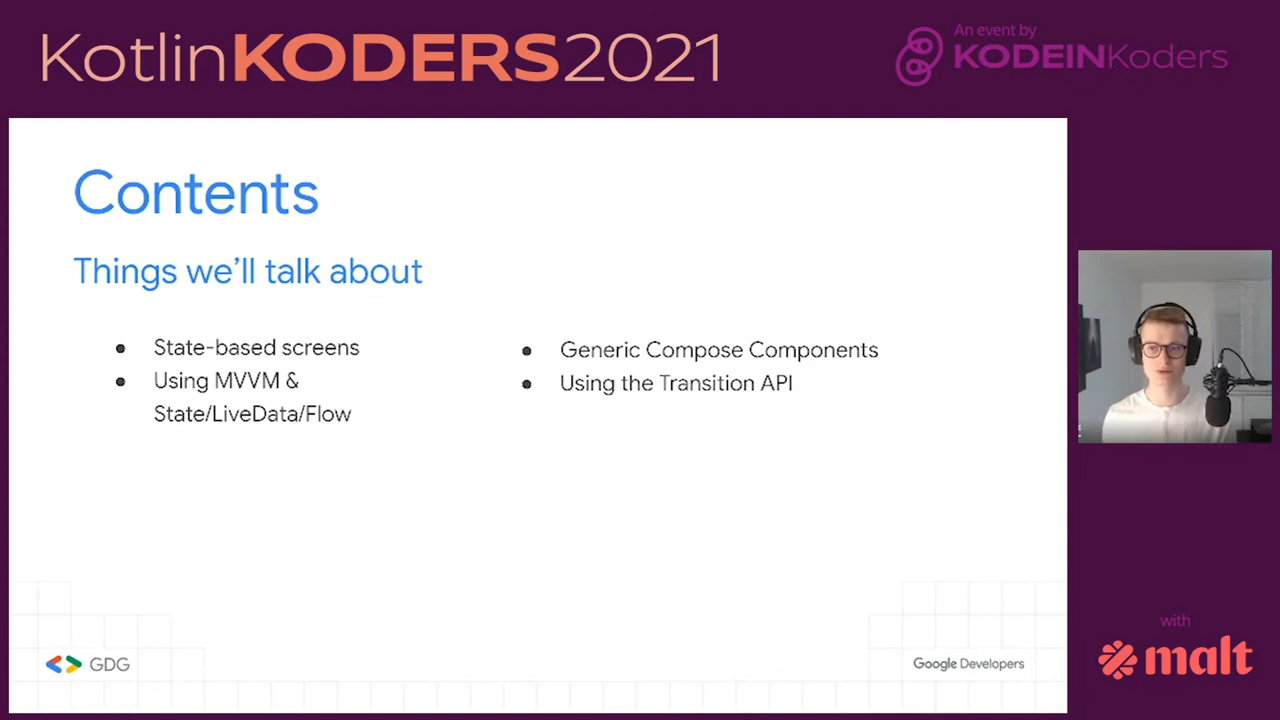 KotlinKODERS2021
An event by
KODEINKoders
Contents
Things we'll talk about
● State-based screens
● Using MVVM &
State/LiveData/Flow
● Generic Compose Components
● Using the Transition API
GDG
Google Developers
with
malt